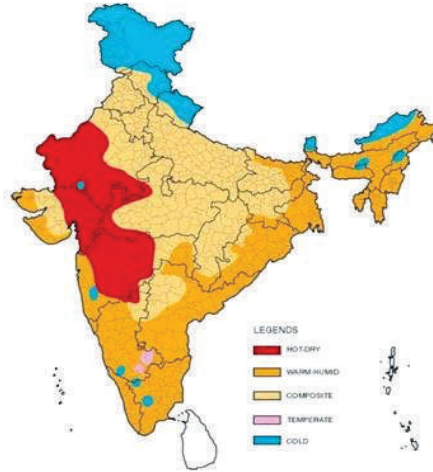 LEGENDS
HOT-DRY
WARM-HUMID
COMPOSITE
TEMPERATE
COLD